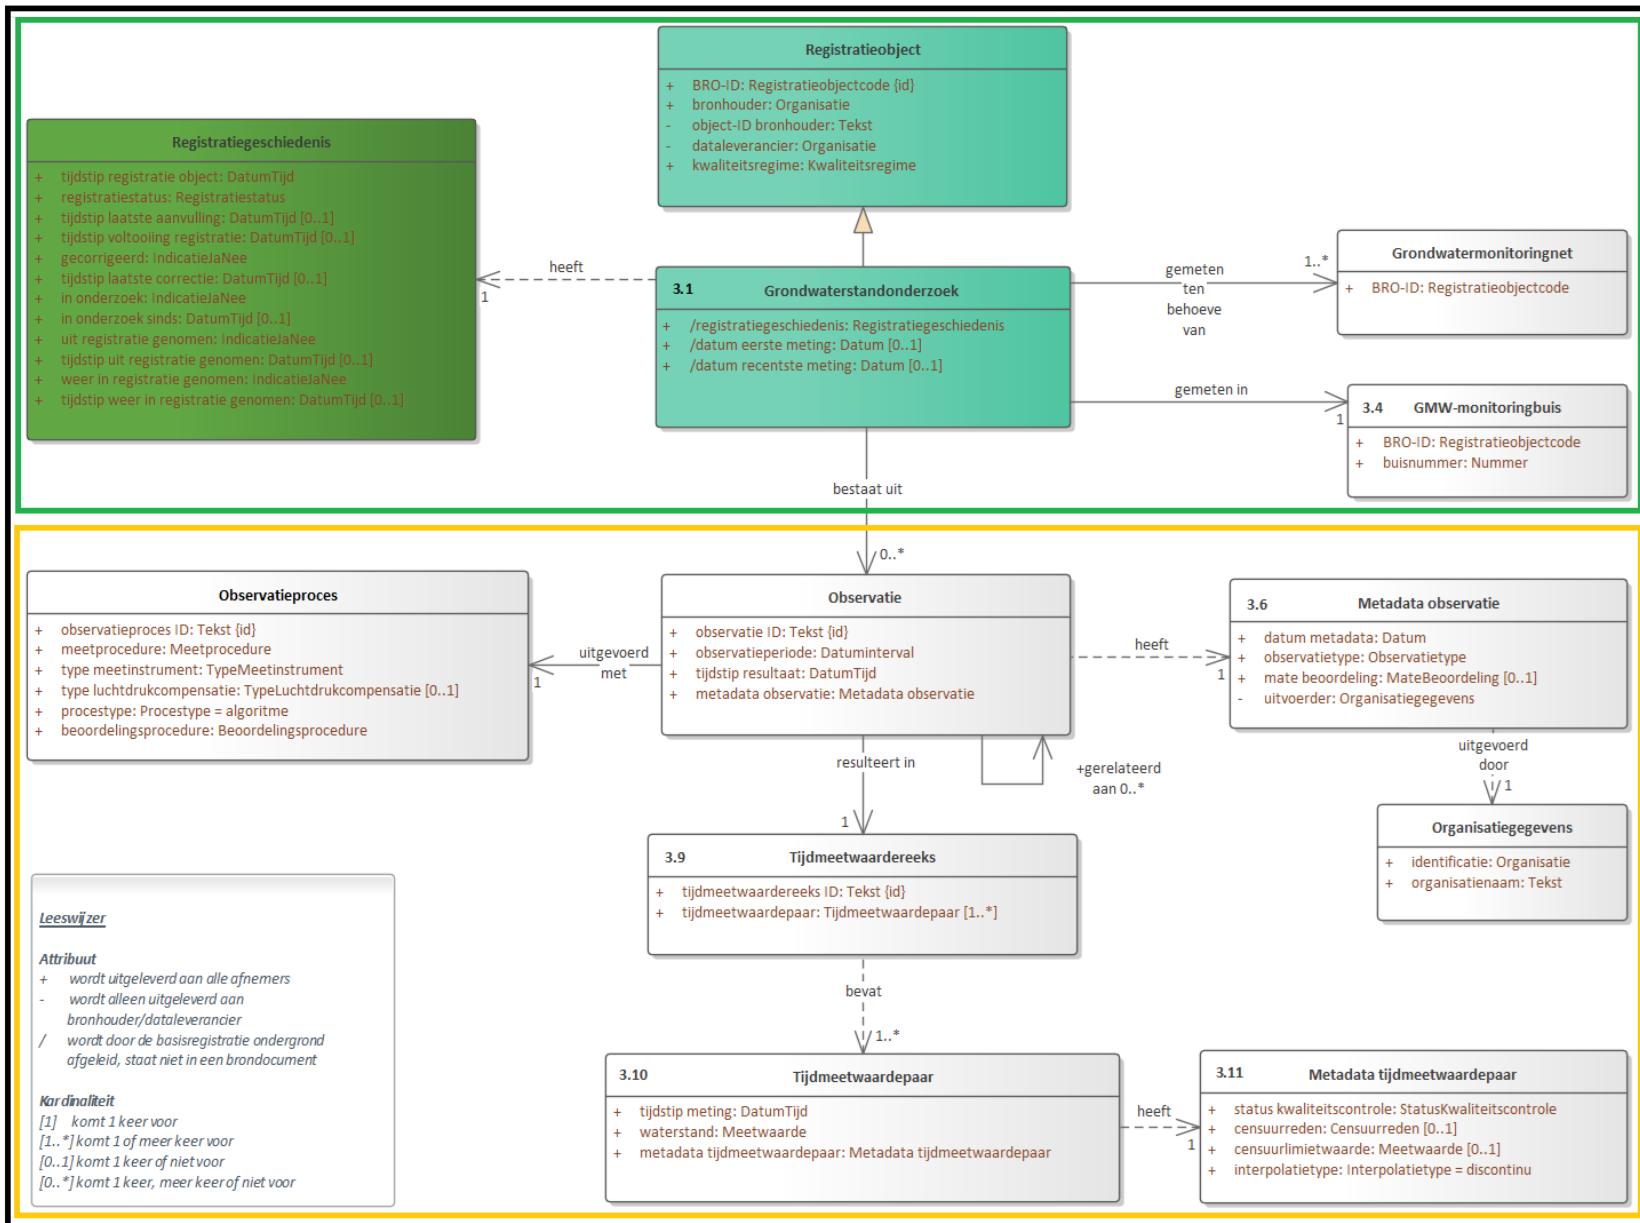 Registratieobject
+ BRO-ID: Registratieobjectcode {id}
+ bronhouder: Organisatie
- object-ID bronhouder: Tekst
- dataleverancier: Organisatie
+ kwaliteitsregime: Kwaliteitsregime
Registratiegeschiedenis
+ tijdstip registratie object: DatumTijd
+ registratiestatus: Registratiestatus
+ tijdstip laatste aanvulling: DatumTijd [0..1]
+ tijdstip voltooiing registratie: DatumTijd [0..1]
+ gecorrigeerd: IndicatieJaNee
+ tijdstip laatste correctie: DatumTijd [0..1]
+ in onderzoek: IndicatieJaNee
+ in onderzoek sinds: DatumTijd [0..1]
+ uit registratie genomen: IndicatieJaNee
+ tijdstip uit registratie genomen: DatumTijd [0..1]
+ weer in registratie genomen: IndicatieJaNee
+ tijdstip weer in registratie genomen: DatumTijd [0..1]
heeft
1
3.1 Grondwaterstandonderzoek
+ /registratiegeschiedenis: Registratiegeschiedenis
+ /datum eerste meting: Datum [0..1]
+ /datum recentste meting: Datum [0..1]
gemeten
ten
behoeve
van
1..*
Grondwatermonitoringnet
+ BRO-ID: Registratieobjectcode
gemeten in
1
3.4 GMW-monitoringbuis
+ BRO-ID: Registratieobjectcode
+ buisnummer: Nummer
bestaat uit
0..*
Observatieproces
+ observatieproces ID: Tekst {id}
+ meetprocedure: Meetprocedure
+ type meetinstrument: TypeMeetinstrument
+ type luchtdrukcompensatie: TypeLuchtdrukcompensatie [0..1]
+ procestype: Procestype = algoritme
+ beoordelingsprocedure: Beoordelingsprocedure
uitgevoerd
met
1
Observatie
+ observatie ID: Tekst {id}
+ observatieperiode: Datuminterval
+ tijdstip resultaat: DatumTijd
+ metadata observatie: Metadata observatie
heeft
1
3.6 Metadata observatie
+ datum metadata: Datum
+ observatietype: Observatietype
+ mate beoordeling: MateBeoordeling [0..1]
- uitvoerder: Organisatiegegevens
resulteert in
1
+gerelateerd
aan 0..*
uitgevoerd
door
1
Organisatiegegevens
+ identificatie: Organisatie
+ organisatienaam: Tekst
3.9 Tijdmeetwaardereeks
+ tijdmeetwaardereeks ID: Tekst {id}
+ tijdmeetwaardepaar: Tijdmeetwaardepaar [1..*]
bevat
1..*
Leeswijzer
Attribuut
+ wordt uitgeleverd aan alle afnemers
- wordt alleen uitgeleverd aan
bronhouder/dataleverancier
/ wordt door de basisregistratie ondergrond
afgeleid, staat niet in een brondocument
Kardinaliteit
[1] komt 1 keer voor
[1..*] komt 1 of meer keer voor
[0..1] komt 1 keer of niet voor
[0..*] komt 1 keer, meer keer of niet voor
3.10 Tijdmeetwaardepaar
+ tijdstip meting: DatumTijd
+ waterstand: Meetwaarde
+ metadata tijdmeetwaardepaar: Metadata tijdmeetwaardepaar
heeft
1
3.11 Metadata tijdmeetwaardepaar
+ status kwaliteitscontrole: StatusKwaliteitscontrole
+ censuurreden: Censuurreden [0..1]
+ censuurlimietwaarde: Meetwaarde [0..1]
+ interpolatietype: Interpolatietype = discontinu